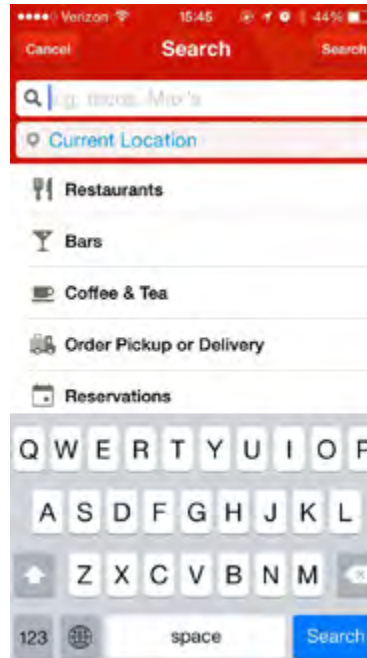 Verizon 15:45 44%
Cancel Search Search
e.g. tacos, Max's
Current Location
Restaurants
Bars
Coffee & Tea
Order Pickup or Delivery
Reservations
Q W E R T Y U I O P
A S D F G H J K L
Z X C V B N M
123 space Search